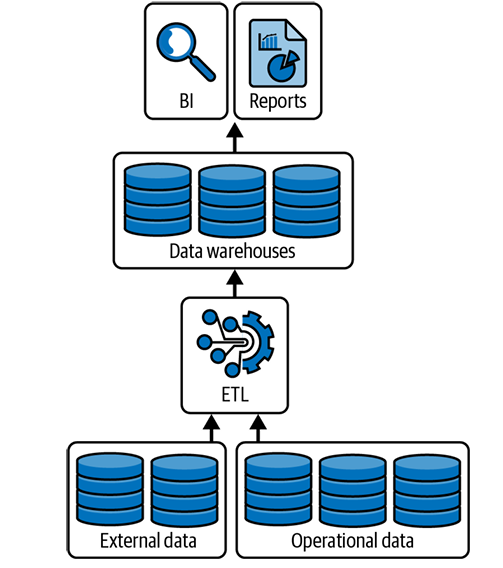 BI
Reports
Data warehouses
ETL
External data
Operational data